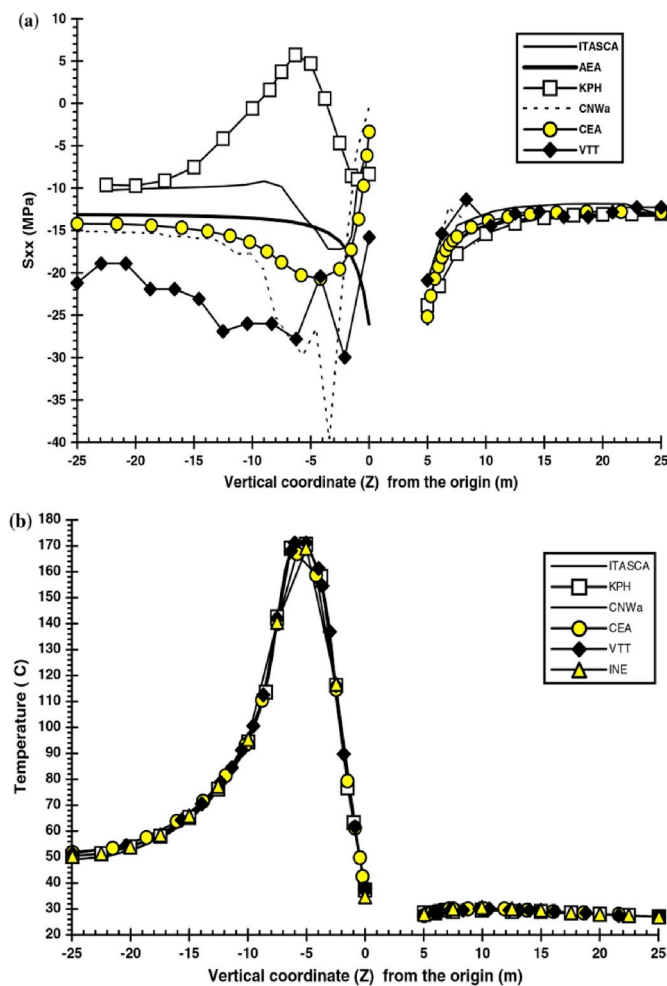 (a)
10
5
0
-5
-10
-15
-20
-25
-30
-35
-40
Sxx (MPa)
ITASCA
AEA
KPH
CNWa
CEA
VTT
-25 -20 -15 -10 -5 0 5 10 15 20 25
Vertical coordinate (Z) from the origin (m)
(b)
180
170
160
150
140
130
120
110
100
90
80
70
60
50
40
30
20
Temperature ( C)
ITASCA
KPH
CNWa
CEA
VTT
INE
-25 -20 -15 -10 -5 0 5 10 15 20 25
Vertical coordinate (Z) from the origin (m)